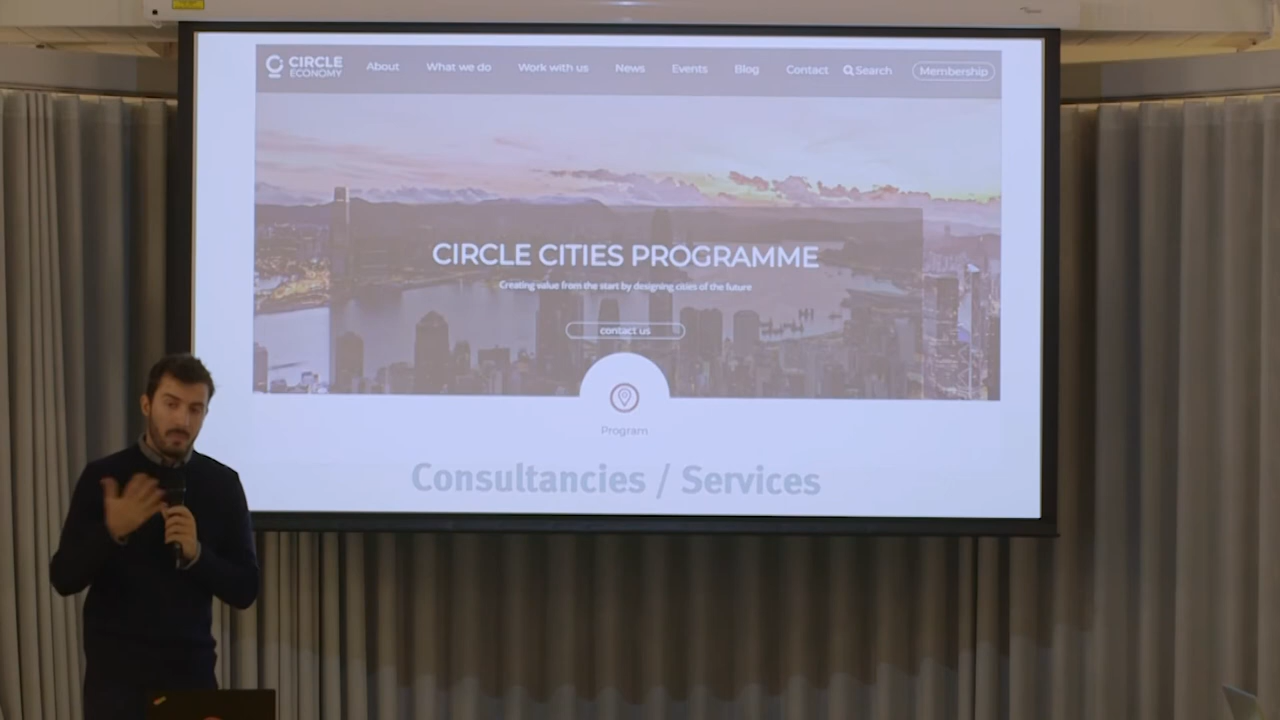 CIRCLE
ECONOMY
About What we do Work with us News Events Blog Contact Search Membership
CIRCLE CITIES PROGRAMME
Creating value from the start by designing cities of the future
contact us
Program
Consultancies / Services